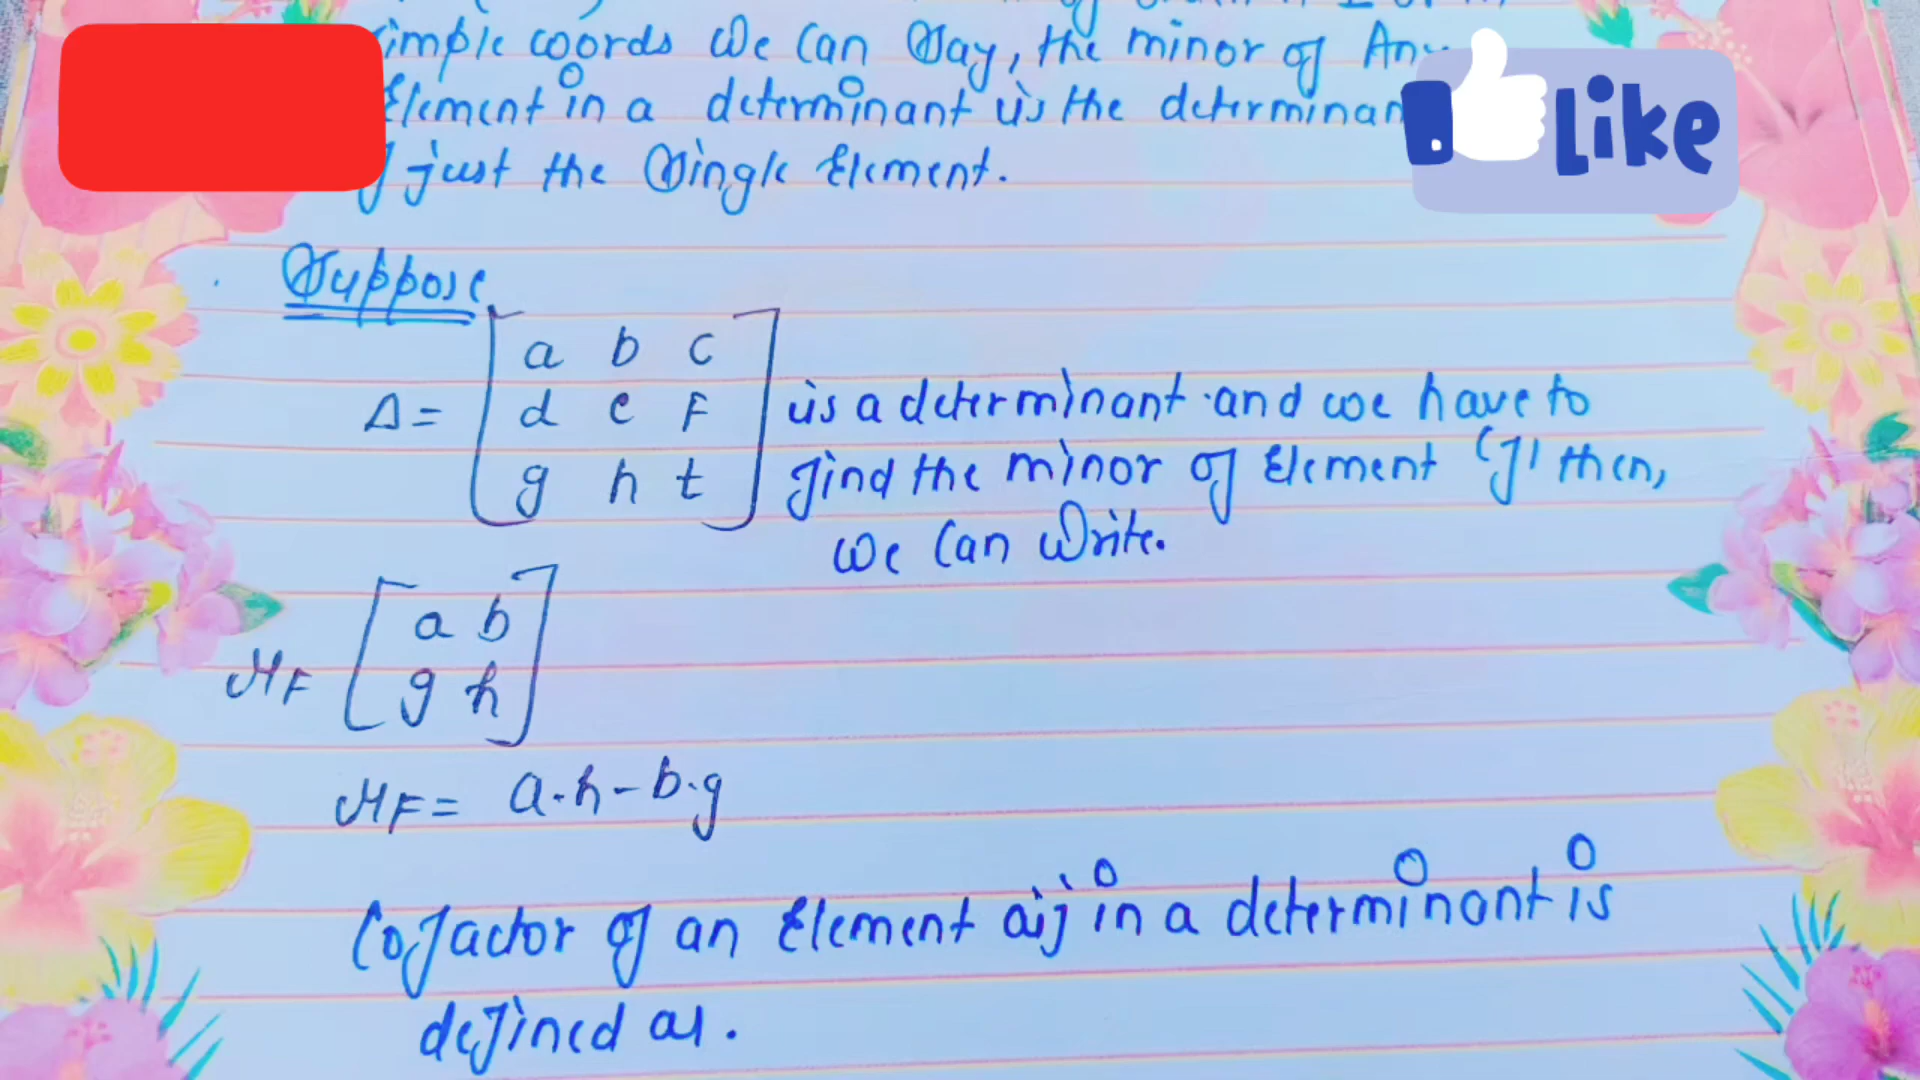 simple words we can say, the minor of Any
Like
Element in a determinant is the determinan
of just the Single Element.
Suppose
a b c
Δ = d e F is a determinant. and we have to
g h t find the minor of Element 'f' then,
we can write.
a b
MF g h
MF = a.h - b.g
Cofactor of an Element aij in a determinant is
defined as.